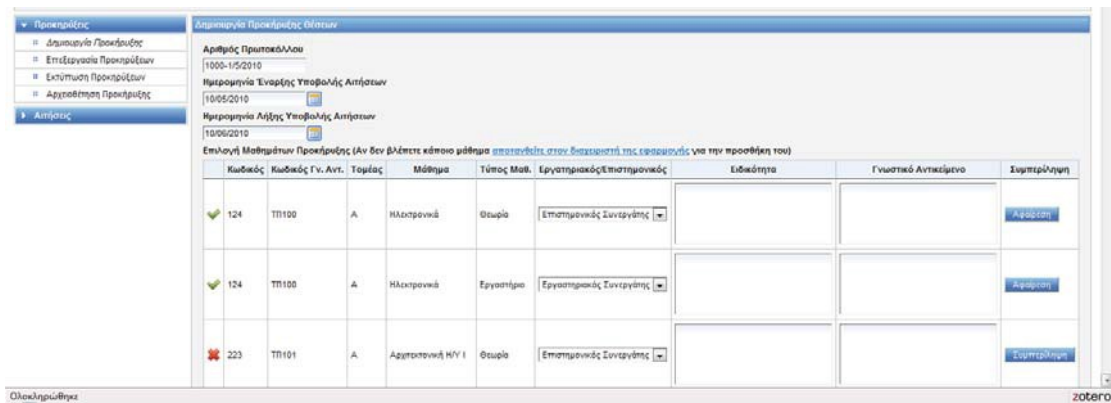 Προκηρύξεις
Δημιουργία Προκήρυξης
Επεξεργασία Προκηρύξεων
Εκτύπωση Προκηρύξεων
Αρχειοθέτηση Προκήρυξης
Αιτήσεις
Δημιουργία Προκήρυξης Θέσεων
Αριθμός Πρωτοκόλλου
1000-1/5/2010
Ημερομηνία Έναρξης Υποβολής Αιτήσεων
10/05/2010
Ημερομηνία Λήξης Υποβολής Αιτήσεων
10/06/2010
Επιλογή Μαθημάτων Προκήρυξης (Αν δεν βλέπετε κάποιο μάθημα αποτανθείτε στον διαχειριστή της εφαρμογής για την προσθήκη του)
Κωδικός Κωδικός Γν. Αντ. Τομέας Μάθημα Τύπος Μαθ. Εργατηριακός/Επιστημονικός Ειδικότητα Γνωστικό Αντικείμενο Συμπερίληψη
124 ΤΠ100 Α Ηλεκτρονικά Θεωρία Επιστημονικός Συνεργάτης Αφαίρεση
124 ΤΠ100 Α Ηλεκτρονικά Εργαστήριο Εργαστηριακός Συνεργάτης Αφαίρεση
223 ΤΠ101 Α Αρχιτεκτονική Η/Υ Ι Θεωρία Επιστημονικός Συνεργάτης Συμπερίληψη
Ολοκληρώθηκε zotero